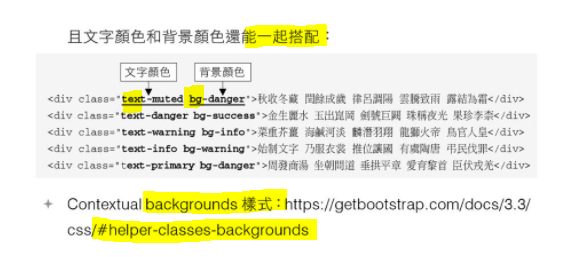 且文字顏色和背景顏色還能一起搭配：
文字顏色 背景顏色
<div class="text-muted bg-danger">秋收冬藏 閏餘成歲 律呂調陽 雲騰致雨 露結為霜</div>
<div class="text-danger bg-success">金生麗水 玉出崑岡 劍號巨闕 珠稱夜光 果珍李柰</div>
<div class="text-warning bg-info">菜重芥薑 海鹹河淡 鱗潛羽翔 龍獅火帝 鳥官人皇</div>
<div class="text-info bg-warning">始制文字 乃服衣裳 推位讓國 有虞陶唐 弔民伐罪</div>
<div class="text-primary bg-danger">周發商湯 坐朝問道 垂拱平章 愛育黎首 臣伏戎羌</div>
Contextual backgrounds 樣式：https://getbootstrap.com/docs/3.3/
css/#helper-classes-backgrounds